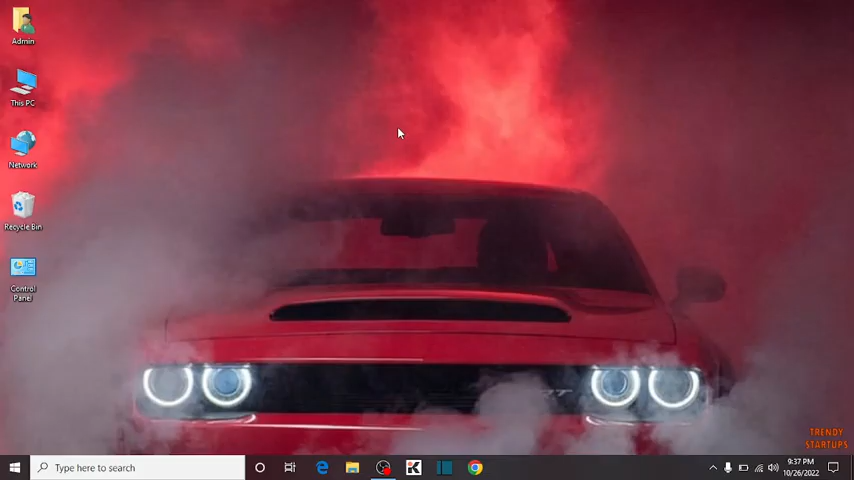 Admin
This PC
Network
Recycle Bin
Control
Panel
TRENDY
STARTUPS
Type here to search
K
9:37 PM
10/26/2022